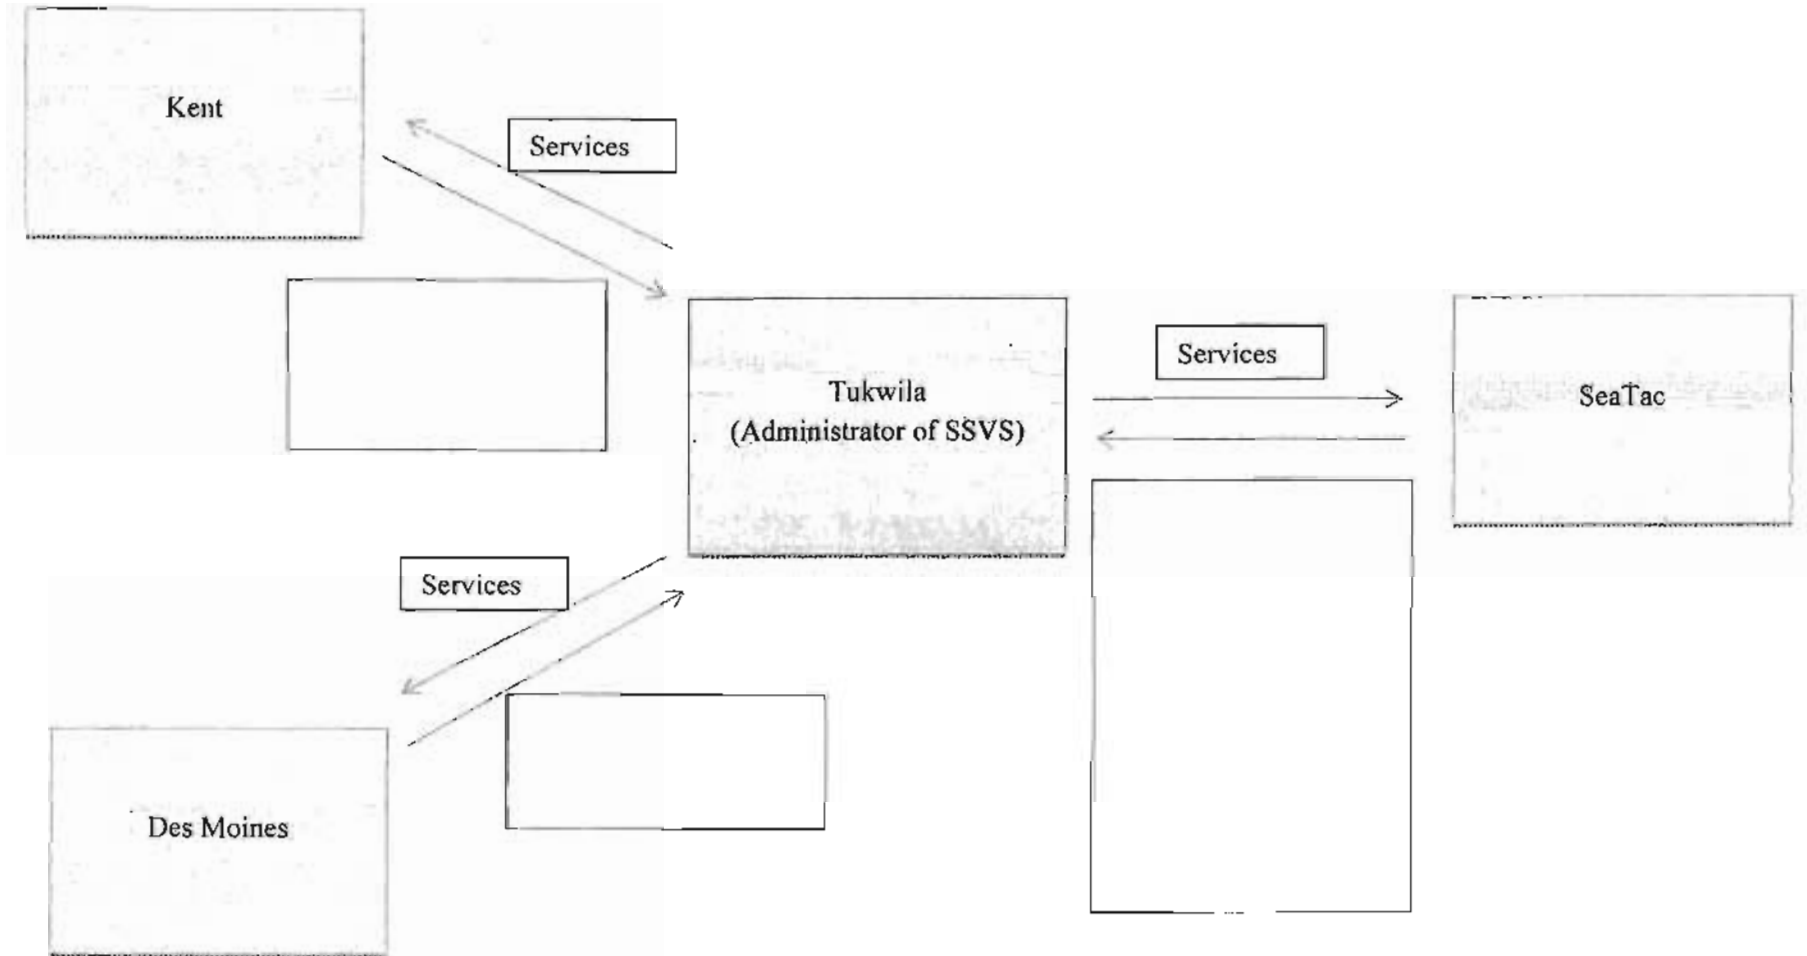 Kent
Services
Services
Tukwila
(Administrator of SSVS)
SeaTac
Services
Des Moines